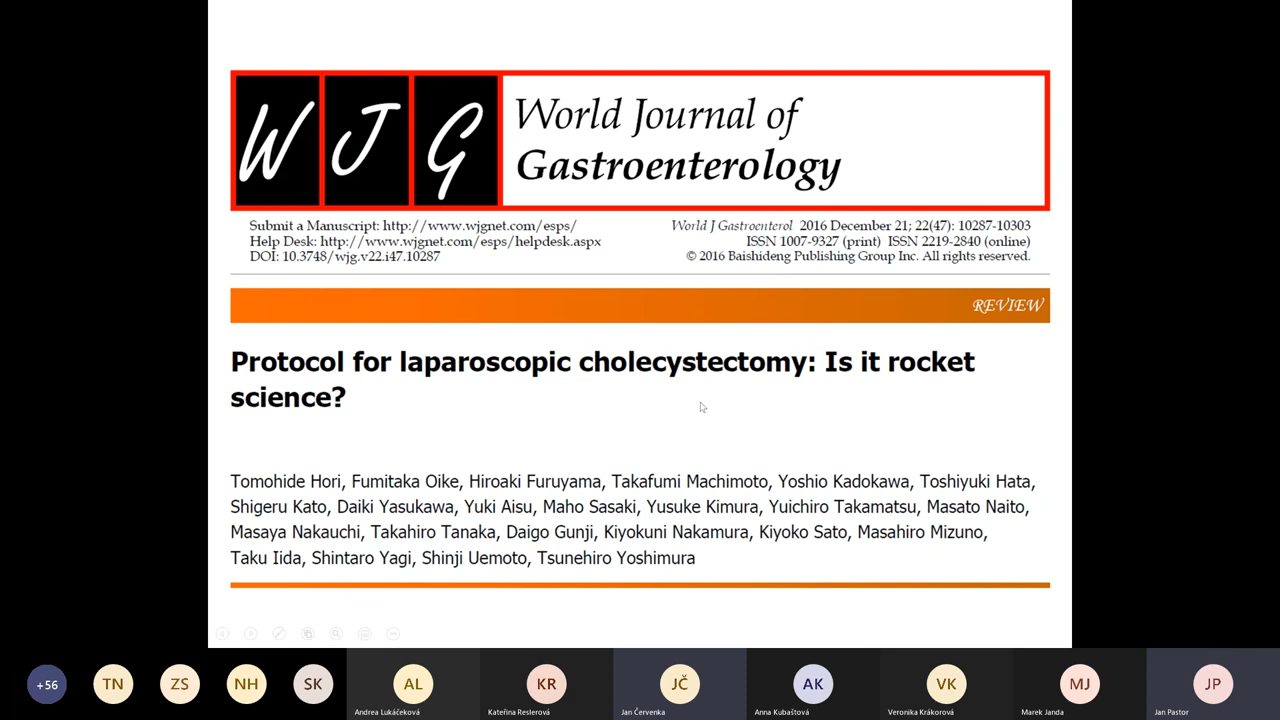 W J G
World Journal of
Gastroenterology
Submit a Manuscript: http://www.wjgnet.com/esps/
Help Desk: http://www.wjgnet.com/esps/helpdesk.aspx
DOI: 10.3748/wjg.v22.i47.10287
World J Gastroenterol 2016 December 21; 22(47): 10287-10303
ISSN 1007-9327 (print) ISSN 2219-2840 (online)
© 2016 Baishideng Publishing Group Inc. All rights reserved.
REVIEW
Protocol for laparoscopic cholecystectomy: Is it rocket
science?
Tomohide Hori, Fumitaka Oike, Hiroaki Furuyama, Takafumi Machimoto, Yoshio Kadokawa, Toshiyuki Hata,
Shigeru Kato, Daiki Yasukawa, Yuki Aisu, Maho Sasaki, Yusuke Kimura, Yuichiro Takamatsu, Masato Naito,
Masaya Nakauchi, Takahiro Tanaka, Daigo Gunji, Kiyokuni Nakamura, Kiyoko Sato, Masahiro Mizuno,
Taku Iida, Shintaro Yagi, Shinji Uemoto, Tsunehiro Yoshimura
+56 TN ZS NH SK AL KR JČ AK VK MJ JP
Andrea Lukáčeková Kateřina Reslerová Jan Červenka Anna Kubaštová Veronika Krákorová Marek Janda Jan Pastor